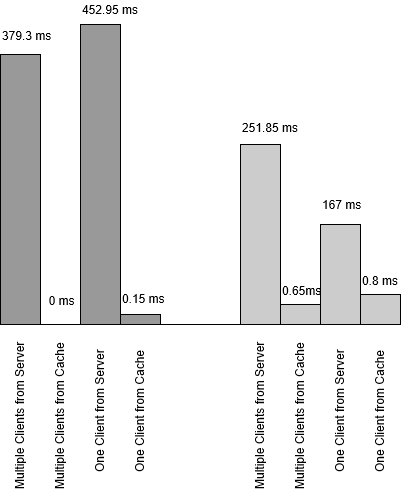 379.3 ms
0 ms
452.95 ms
0.15 ms
251.85 ms
0.65ms
167 ms
0.8 ms
Multiple Clients from Server
Multiple Clients from Cache
One Client from Server
One Client from Cache
Multiple Clients from Server
Multiple Clients from Cache
One Client from Server
One Client from Cache